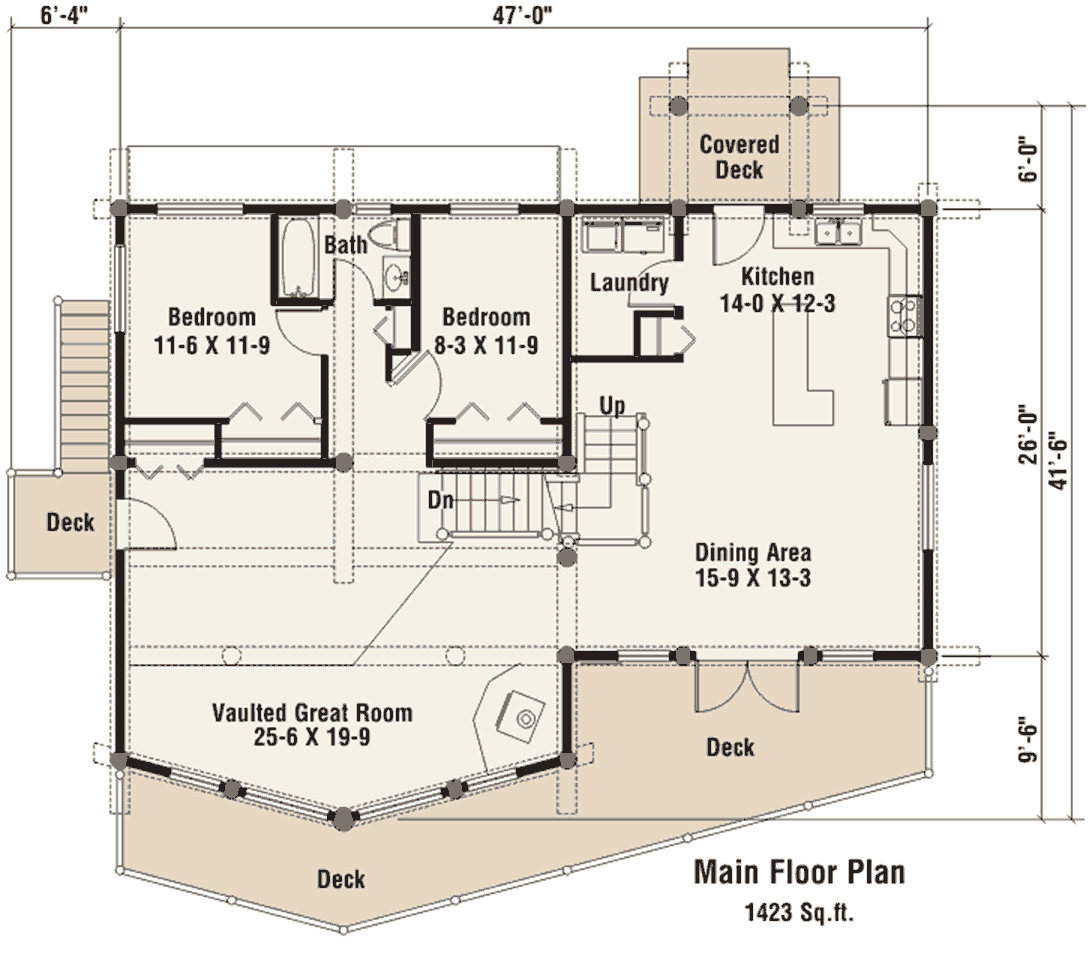 6'-4"
47'-0"
Covered
Deck
6'-0"
Bath
Laundry
Kitchen
14-0 X 12-3
Bedroom
11-6 X 11-9
Bedroom
8-3 X 11-9
Up
26'-0"
41'-6"
Dn
Deck
Dining Area
15-9 X 13-3
Vaulted Great Room
25-6 X 19-9
Deck
9'-6"
Deck
Main Floor Plan
1423 Sq.ft.